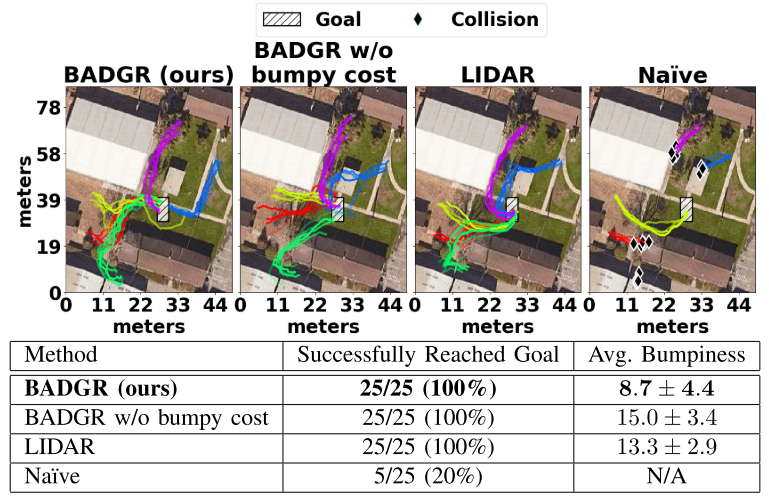 Goal Collision
BADGR (ours) BADGR w/o bumpy cost LIDAR Naïve
78
58
39
19
0
meters
0 11 22 33 44 0 11 22 33 44 0 11 22 33 44 0 11 22 33 44
meters meters meters meters
Method Successfully Reached Goal Avg. Bumpiness
BADGR (ours) 25/25 (100%) 8.7 ± 4.4
BADGR w/o bumpy cost 25/25 (100%) 15.0 ± 3.4
LIDAR 25/25 (100%) 13.3 ± 2.9
Naïve 5/25 (20%) N/A